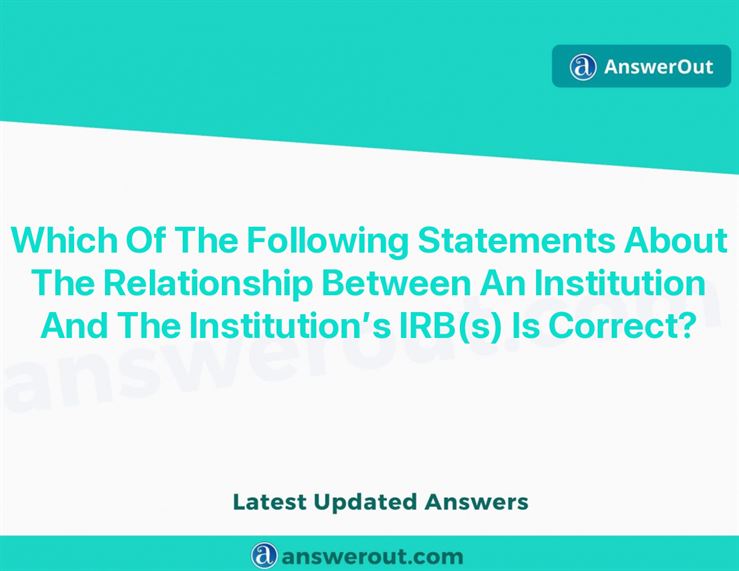 AnswerOut
Which Of The Following Statements About
The Relationship Between An Institution
And The Institution's IRB(s) Is Correct?
answerout.com
Latest Updated Answers
answerout.com